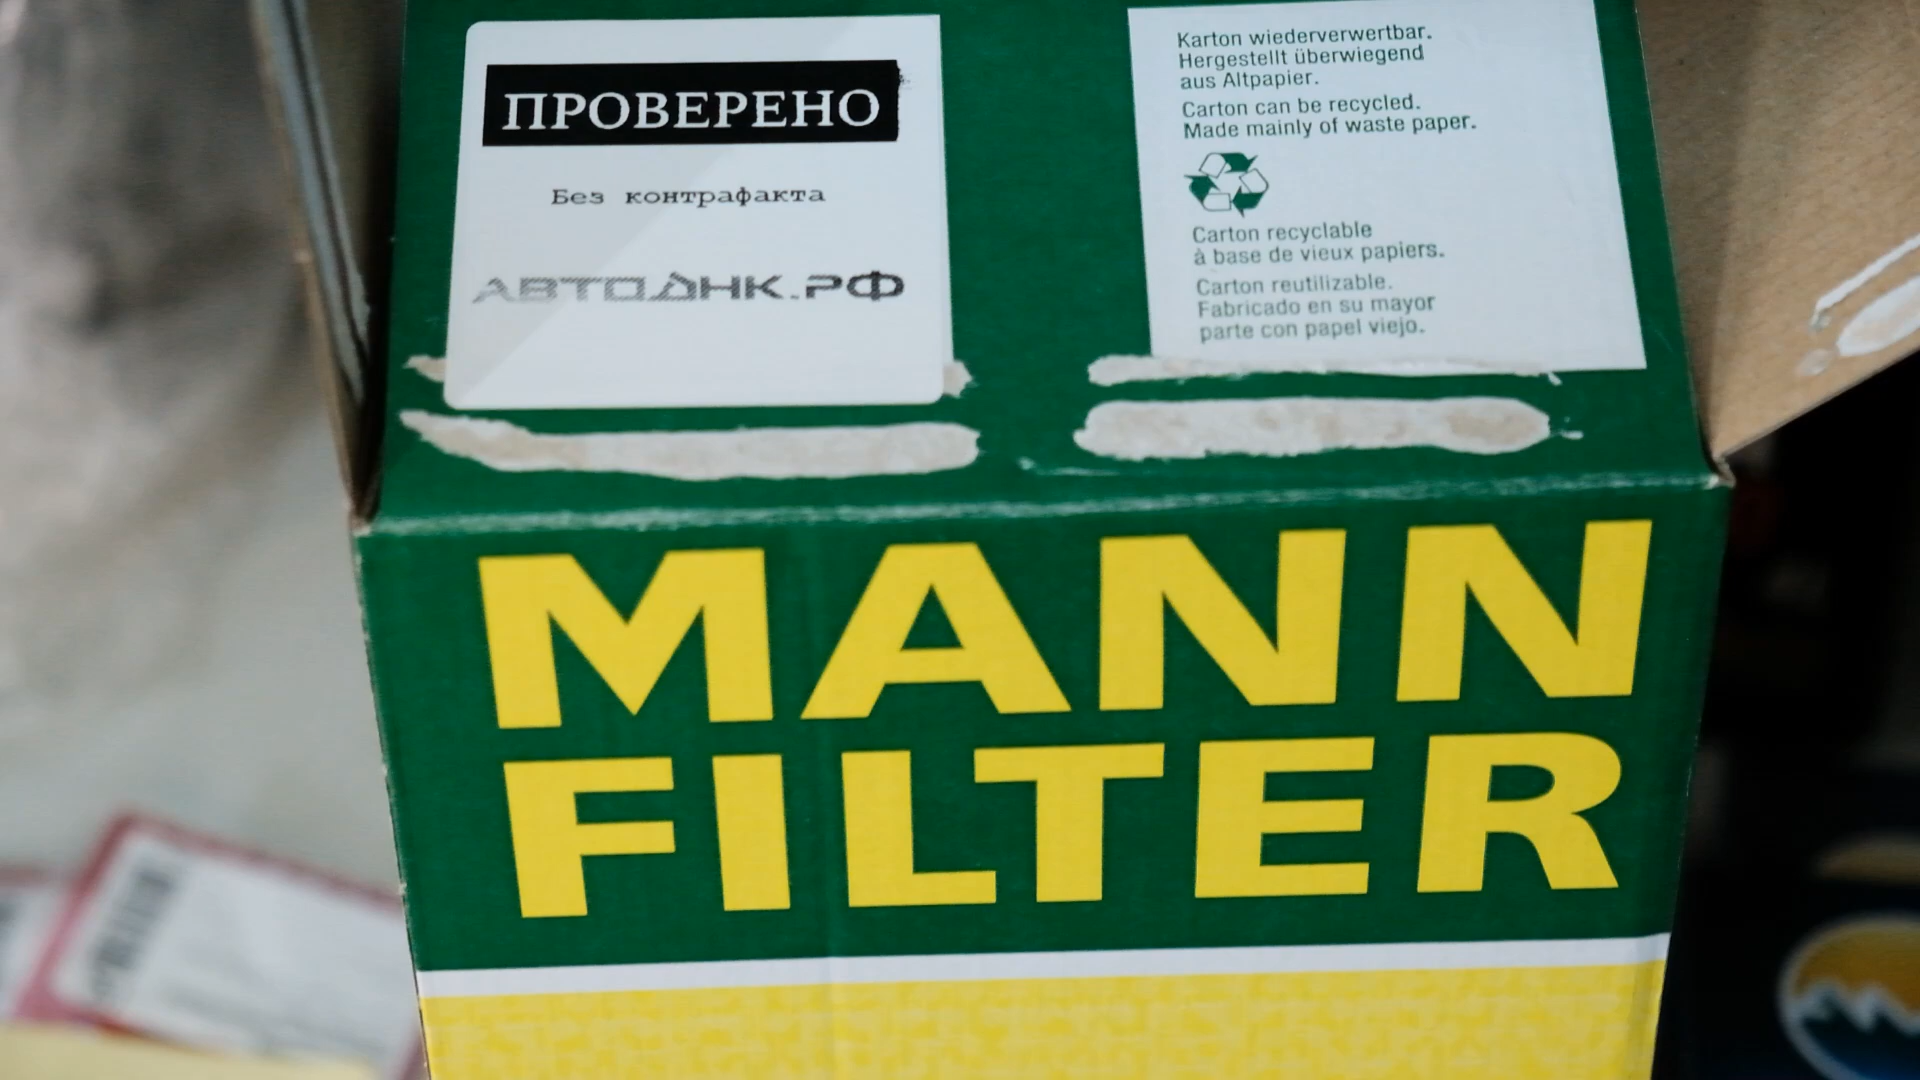 ПРОВЕРЕНО
Без контрафакта
АВТОДНК.РФ
Karton wiederverwertbar.
Hergestellt überwiegend
aus Altpapier.
Carton can be recycled.
Made mainly of waste paper.
Carton recyclable
à base de vieux papiers.
Carton reutilizable.
Fabricado en su mayor
parte con papel viejo.
MANN
FILTER